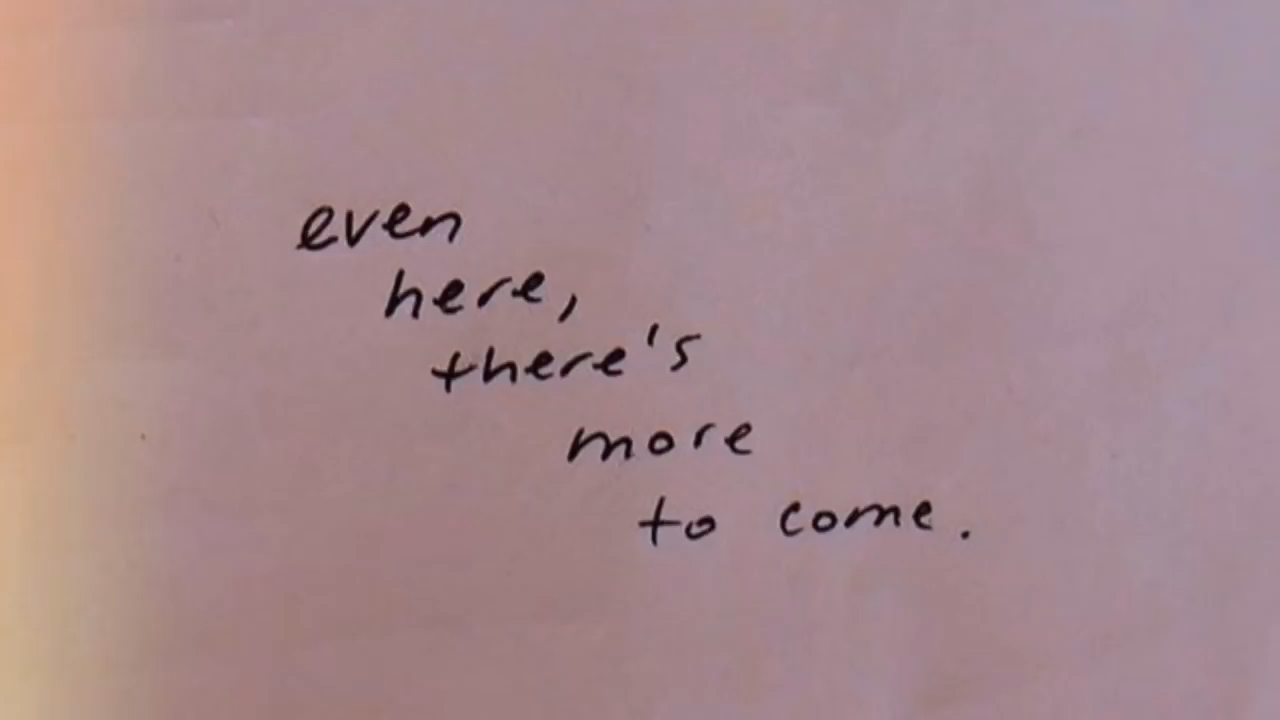 even
here,
there's
more
to come.